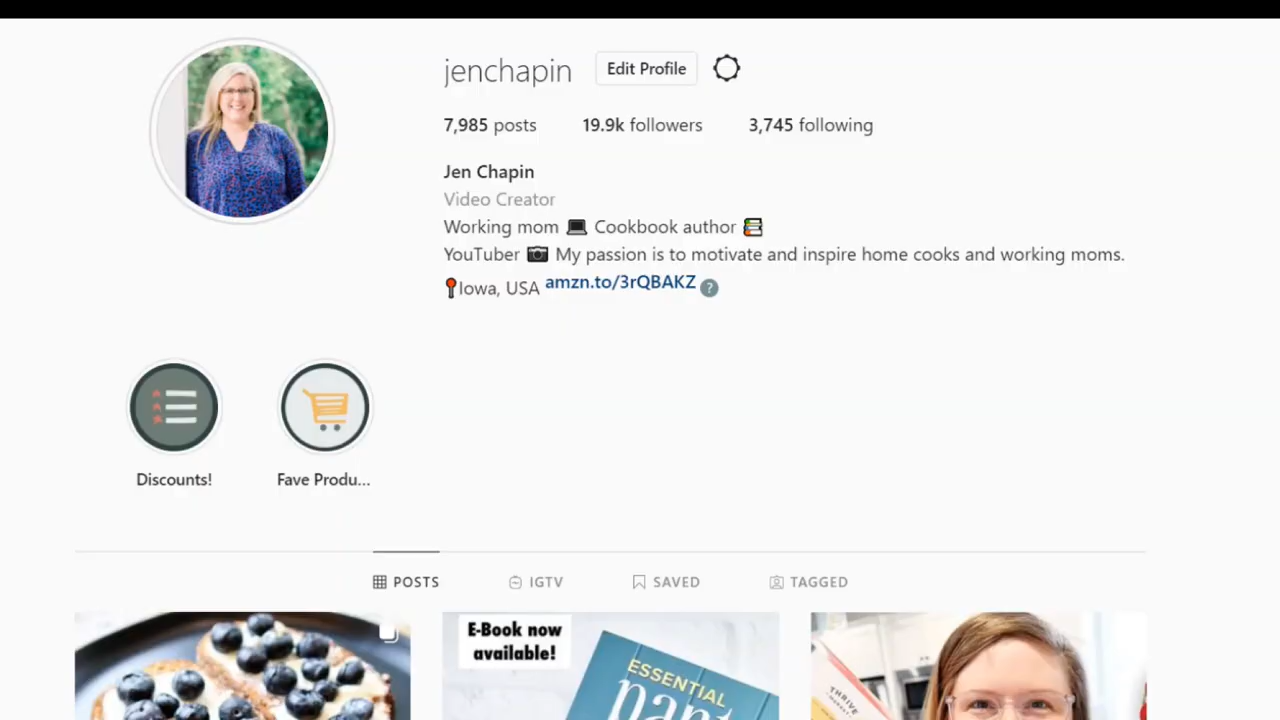 jenchapin Edit Profile
7,985 posts 19.9k followers 3,745 following
Jen Chapin
Video Creator
Working mom 💻 Cookbook author 📚
YouTuber 📷 My passion is to motivate and inspire home cooks and working moms.
📍Iowa, USA amzn.to/3rQBAKZ ?
Discounts! Fave Produ...
POSTS IGTV SAVED TAGGED
E-Book now
available!
ESSENTIAL
THRIVE
MARKET